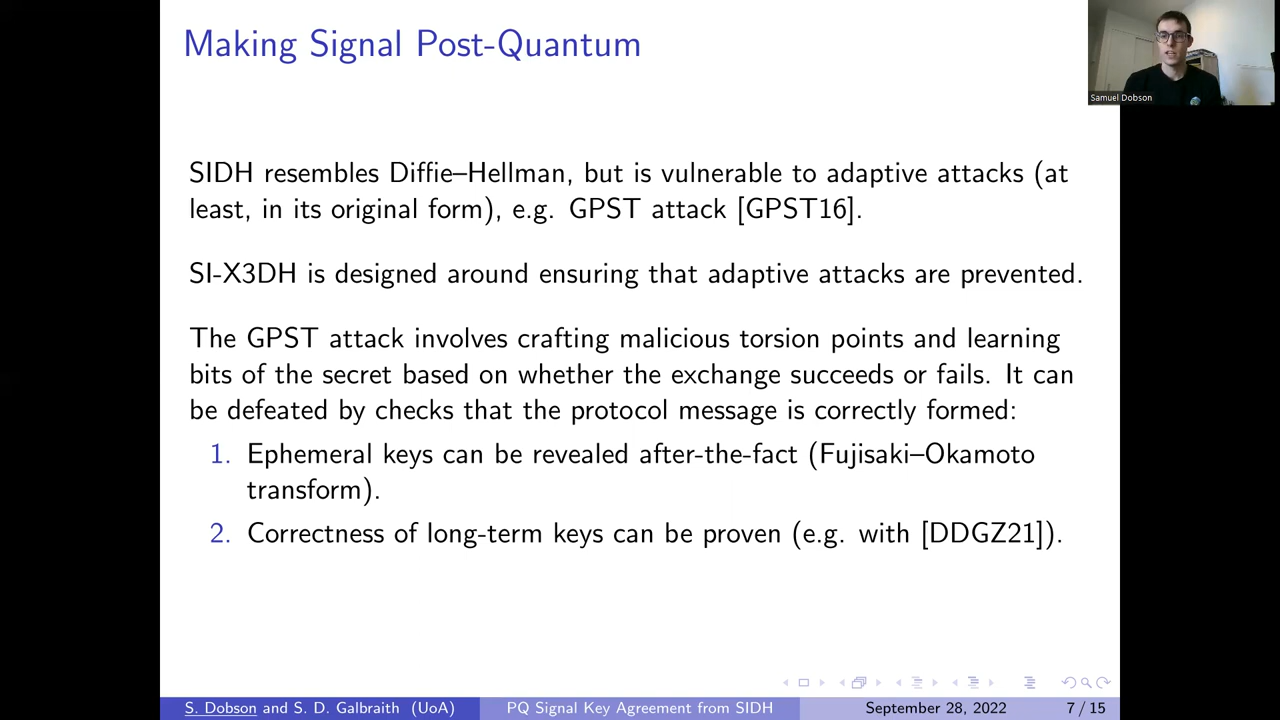 Making Signal Post-Quantum
Samuel Dobson
SIDH resembles Diffie–Hellman, but is vulnerable to adaptive attacks (at
least, in its original form), e.g. GPST attack [GPST16].
SI-X3DH is designed around ensuring that adaptive attacks are prevented.
The GPST attack involves crafting malicious torsion points and learning
bits of the secret based on whether the exchange succeeds or fails. It can
be defeated by checks that the protocol message is correctly formed:
1. Ephemeral keys can be revealed after-the-fact (Fujisaki–Okamoto
transform).
2. Correctness of long-term keys can be proven (e.g. with [DDGZ21]).
S. Dobson and S. D. Galbraith (UoA) PQ Signal Key Agreement from SIDH September 28, 2022 7 / 15